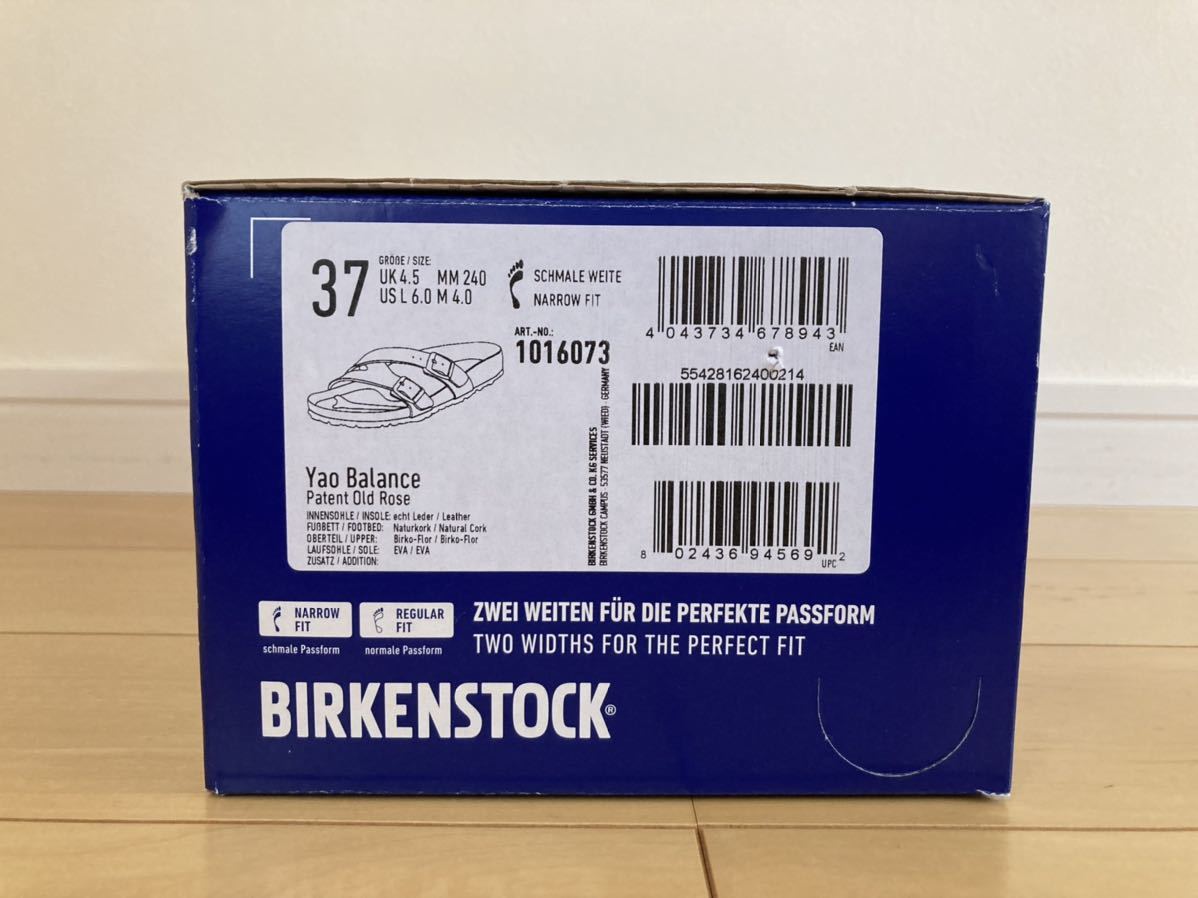 37
GRÖßE / SIZE:
UK 4.5 MM 240
US L 6.0 M 4.0
SCHMALE WEITE
NARROW FIT
ART.-NO.:
1016073
4 043734 678943
EAN
55428162400214
8 02436 94569 2
UPC
BIRKENSTOCK GMBH & CO. KG SERVICES
BIRKENSTOCK CAMPUS · 53577 NEUSTADT (WIED) · GERMANY
Yao Balance
Patent Old Rose
INNENSOHLE / INSOLE: echt Leder / Leather
FUßBETT / FOOTBED: Naturkork / Natural Cork
OBERTEIL / UPPER: Birko-Flor / Birko-Flor
LAUFSOHLE / SOLE: EVA / EVA
ZUSATZ / ADDITION:
NARROW FIT
schmale Passform
REGULAR FIT
normale Passform
ZWEI WEITEN FÜR DIE PERFEKTE PASSFORM
TWO WIDTHS FOR THE PERFECT FIT
BIRKENSTOCK®